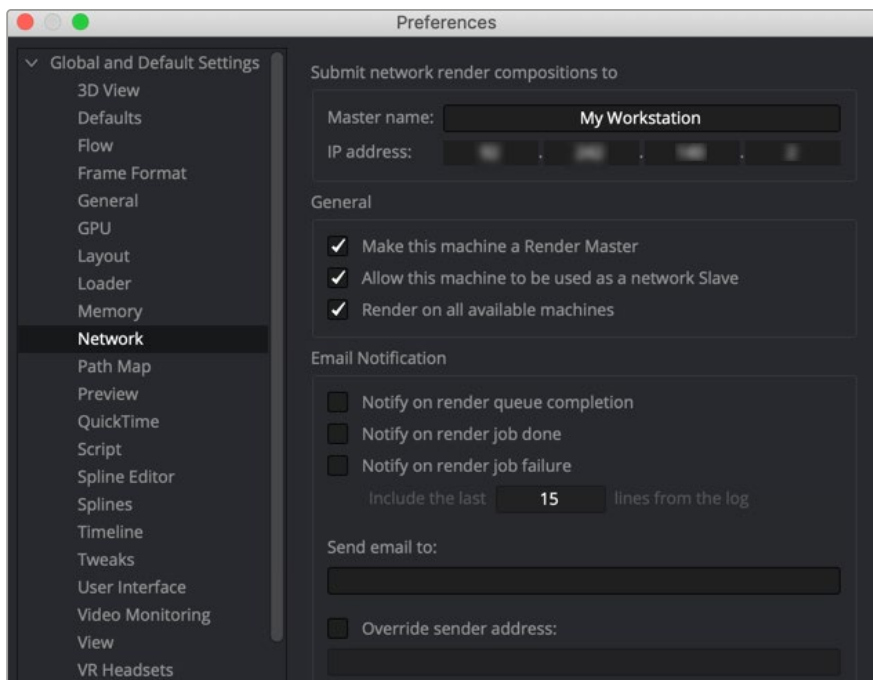 Preferences
Global and Default Settings
3D View
Defaults
Flow
Frame Format
General
GPU
Layout
Loader
Memory
Network
Path Map
Preview
QuickTime
Script
Spline Editor
Splines
Timeline
Tweaks
User Interface
Video Monitoring
View
VR Headsets
Submit network render compositions to
Master name: My Workstation
IP address:
General
Make this machine a Render Master
Allow this machine to be used as a network Slave
Render on all available machines
Email Notification
Notify on render queue completion
Notify on render job done
Notify on render job failure
Include the last 15 lines from the log
Send email to:
Override sender address: